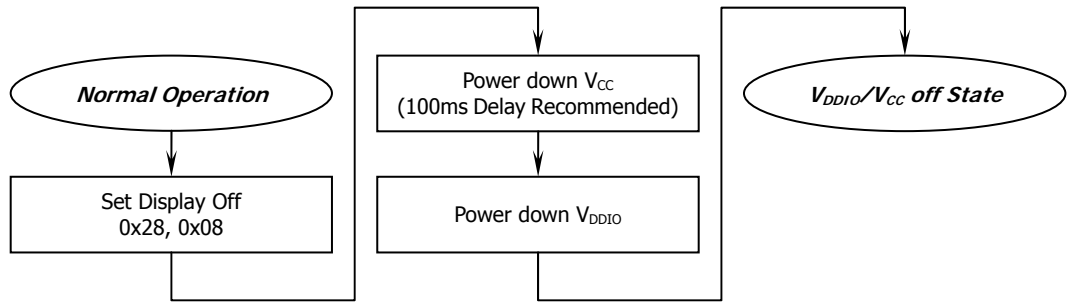 Normal Operation
Set Display Off
0x28, 0x08
Power down VCC
(100ms Delay Recommended)
Power down VDDIO
VDDIO/VCC off State